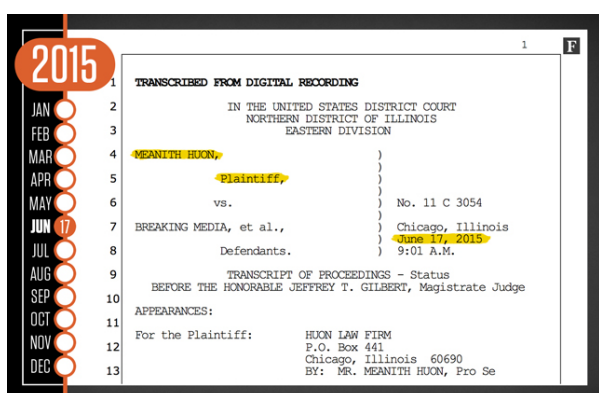 2015
JAN
FEB
MAR
APR
MAY
JUN 17
JUL
AUG
SEP
OCT
NOV
DEC
1
F
1 TRANSCRIBED FROM DIGITAL RECORDING
2 IN THE UNITED STATES DISTRICT COURT
NORTHERN DISTRICT OF ILLINOIS
3 EASTERN DIVISION
4 MEANITH HUON, )
)
5 Plaintiff, )
)
6 vs. ) No. 11 C 3054
)
7 BREAKING MEDIA, et al., ) Chicago, Illinois
) June 17, 2015
8 Defendants. ) 9:01 A.M.
9 TRANSCRIPT OF PROCEEDINGS - Status
BEFORE THE HONORABLE JEFFREY T. GILBERT, Magistrate Judge
10
APPEARANCES:
11
For the Plaintiff: HUON LAW FIRM
12 P.O. Box 441
Chicago, Illinois 60690
13 BY: MR. MEANITH HUON, Pro Se